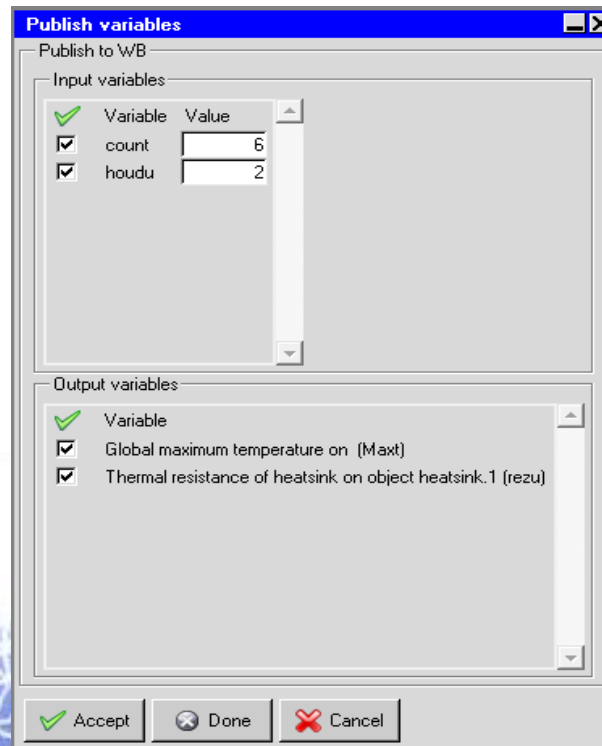 Publish variables
Publish to WB
Input variables
Variable Value
count 6
houdu 2
Output variables
Variable
Global maximum temperature on (Maxt)
Thermal resistance of heatsink on object heatsink.1 (rezu)
Accept Done Cancel